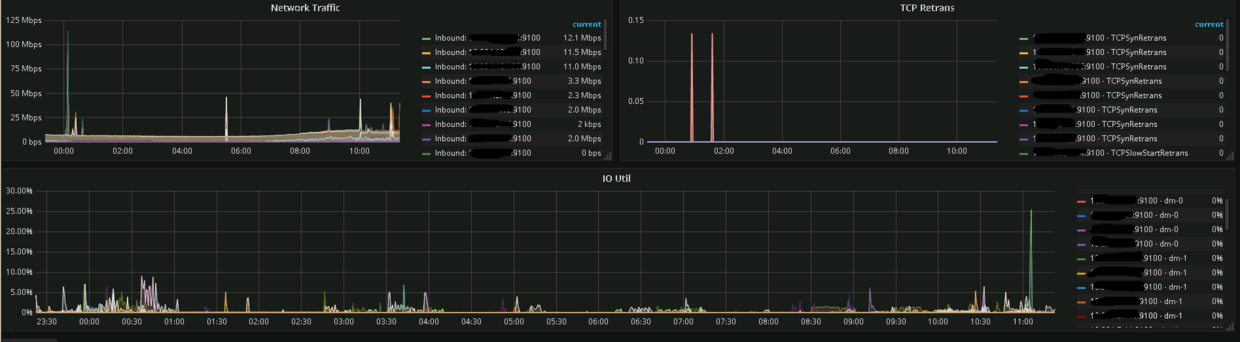 Network Traffic
125 Mbps
100 Mbps
75 Mbps
50 Mbps
25 Mbps
0 bps
00:00 02:00 04:00 06:00 08:00 10:00
current
Inbound: :9100 12.1 Mbps
Inbound: :9100 11.5 Mbps
Inbound: :9100 11.0 Mbps
Inbound: :9100 3.3 Mbps
Inbound: :9100 2.3 Mbps
Inbound: :9100 2.0 Mbps
Inbound: :9100 2 kbps
Inbound: :9100 2.0 Mbps
Inbound: :9100 0 bps
TCP Retrans
0.15
0.10
0.05
0
00:00 02:00 04:00 06:00 08:00 10:00
current
.9100 - TCPSynRetrans 0
.9100 - TCPSynRetrans 0
.9100 - TCPSynRetrans 0
.9100 - TCPSynRetrans 0
.9100 - TCPSynRetrans 0
.9100 - TCPSynRetrans 0
.9100 - TCPSynRetrans 0
.9100 - TCPSynRetrans 0
.9100 - TCPSlowStartRetrans 0
IO Util
30.00%
25.00%
20.00%
15.00%
10.00%
5.00%
0%
23:30 00:00 00:30 01:00 01:30 02:00 02:30 03:00 03:30 04:00 04:30 05:00 05:30 06:00 06:30 07:00 07:30 08:00 08:30 09:00 09:30 10:00 10:30 11:00
:9100 - dm-0 0%
:9100 - dm-0 0%
:9100 - dm-0 0%
:9100 - dm-0 0%
:9100 - dm-1 0%
:9100 - dm-1 0%
:9100 - dm-1 0%
:9100 - dm-1 0%
:9100 - dm-1 0%